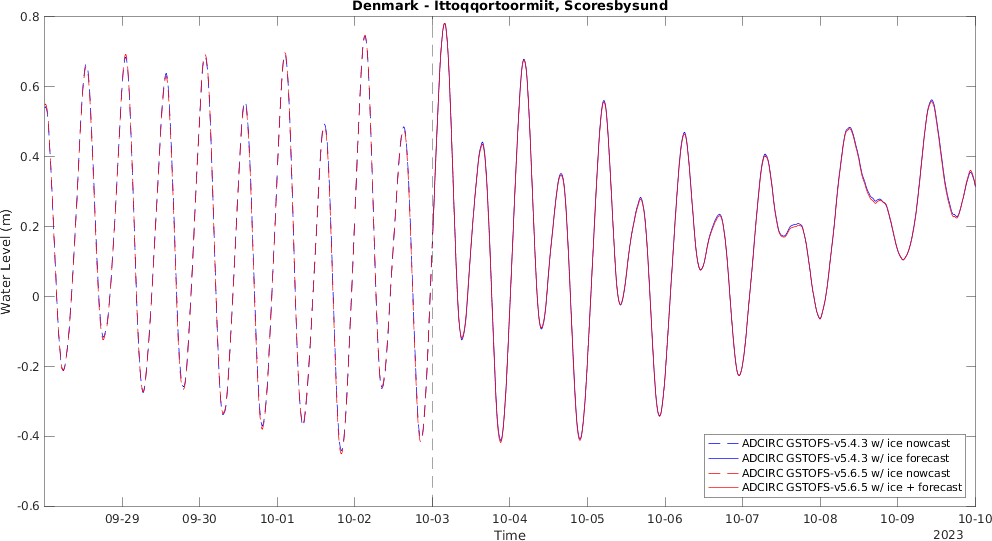 Denmark - Ittoqqortoormiit, Scoresbysund
0.8
0.6
0.4
0.2
0
-0.2
-0.4
-0.6
Water Level (m)
ADCIRC GSTOFS-v5.4.3 w/ ice nowcast
ADCIRC GSTOFS-v5.4.3 w/ ice forecast
ADCIRC GSTOFS-v5.6.5 w/ ice nowcast
ADCIRC GSTOFS-v5.6.5 w/ ice + forecast
09-29 09-30 10-01 10-02 10-03 10-04 10-05 10-06 10-07 10-08 10-09 10-10
Time
2023